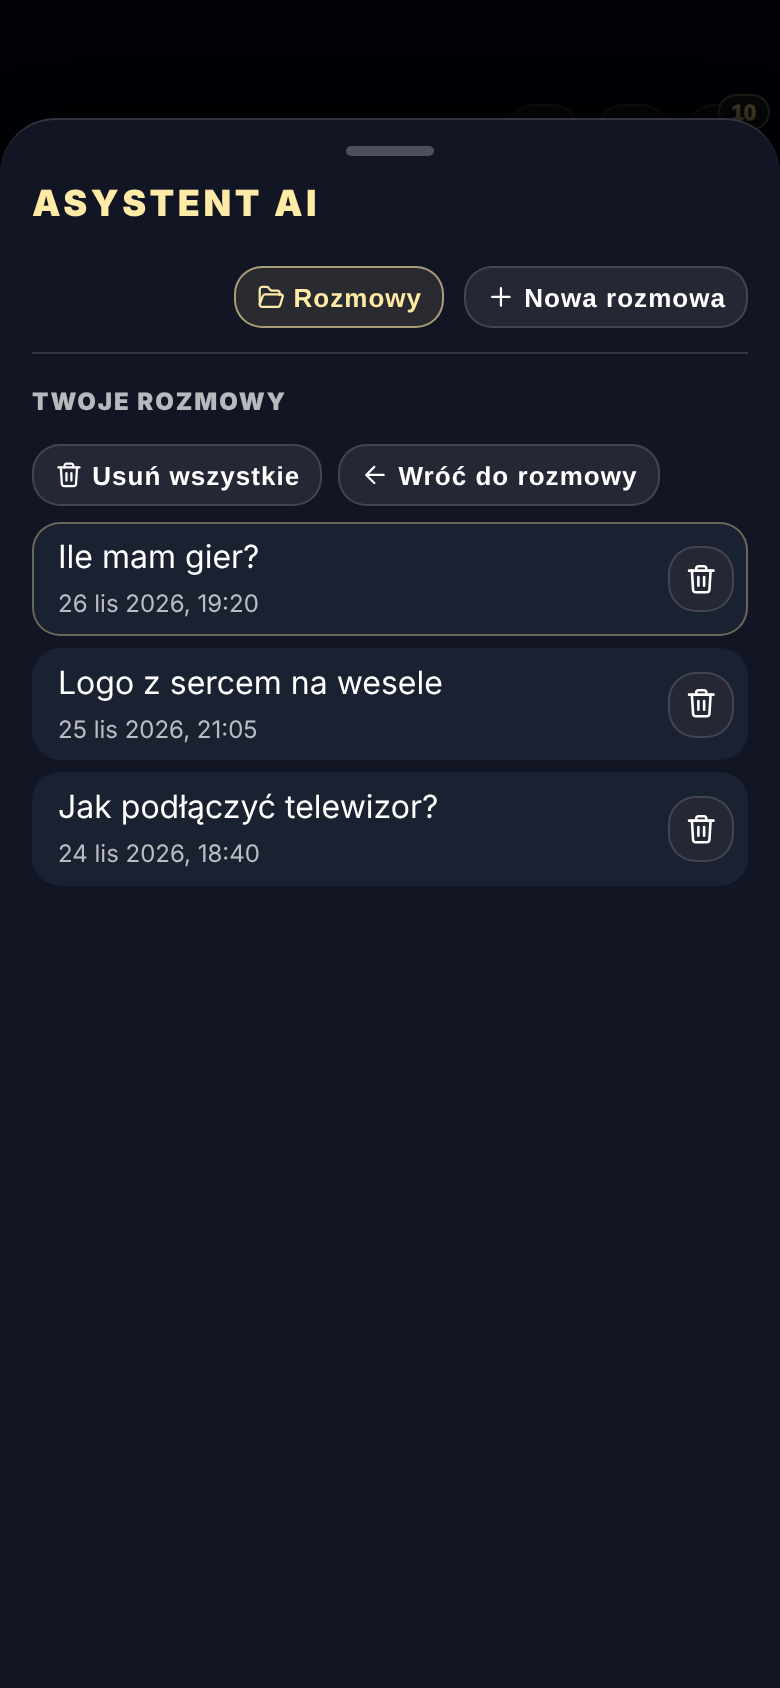 10
ASYSTENT AI
Rozmowy
Nowa rozmowa
TWOJE ROZMOWY
Usuń wszystkie
Wróć do rozmowy
Ile mam gier?
26 lis 2026, 19:20
Logo z sercem na wesele
25 lis 2026, 21:05
Jak podłączyć telewizor?
24 lis 2026, 18:40